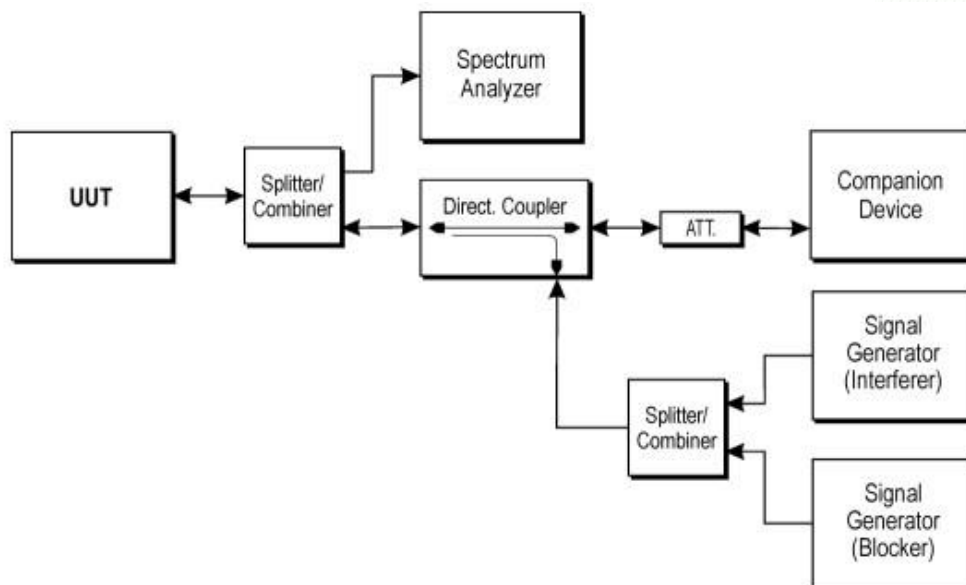 Spectrum
Analyzer
UUT
Splitter/
Combiner
Direct. Coupler
ATT.
Companion
Device
Signal
Generator
(Interferer)
Splitter/
Combiner
Signal
Generator
(Blocker)